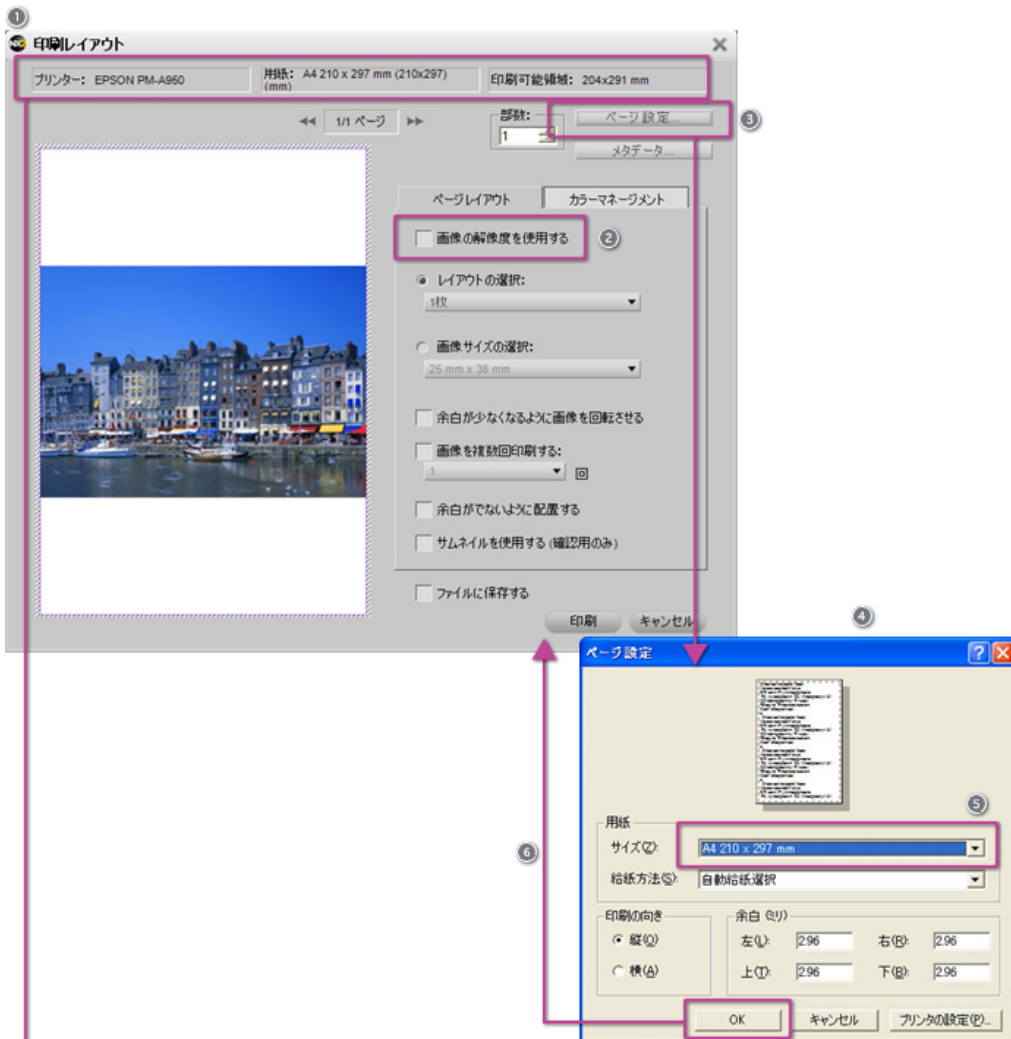 1
印刷レイアウト
プリンター: EPSON PM-A950
用紙: A4 210 x 297 mm (210x297)
(mm)
印刷可能領域: 204x291 mm
1/1 ページ
部数:
1
ページ設定...
3
メタデータ...
ページレイアウト
カラーマネージメント
画像の解像度を使用する
2
レイアウトの選択:
1枚
画像サイズの選択:
25 mm x 38 mm
余白が少なくなるように画像を回転させる
画像を複数回印刷する:
1
回
余白がでないように配置する
サムネイルを使用する (確認用のみ)
ファイルに保存する
印刷
キャンセル
4
ページ設定
5
用紙
サイズ(Z):
A4 210 x 297 mm
給紙方法(S):
自動給紙選択
6
印刷の向き
縦(O)
横(A)
余白 (ミリ)
左(L): 2.96 右(R): 2.96
上(T): 2.96 下(B): 2.96
OK
キャンセル
プリンタの設定(P)...